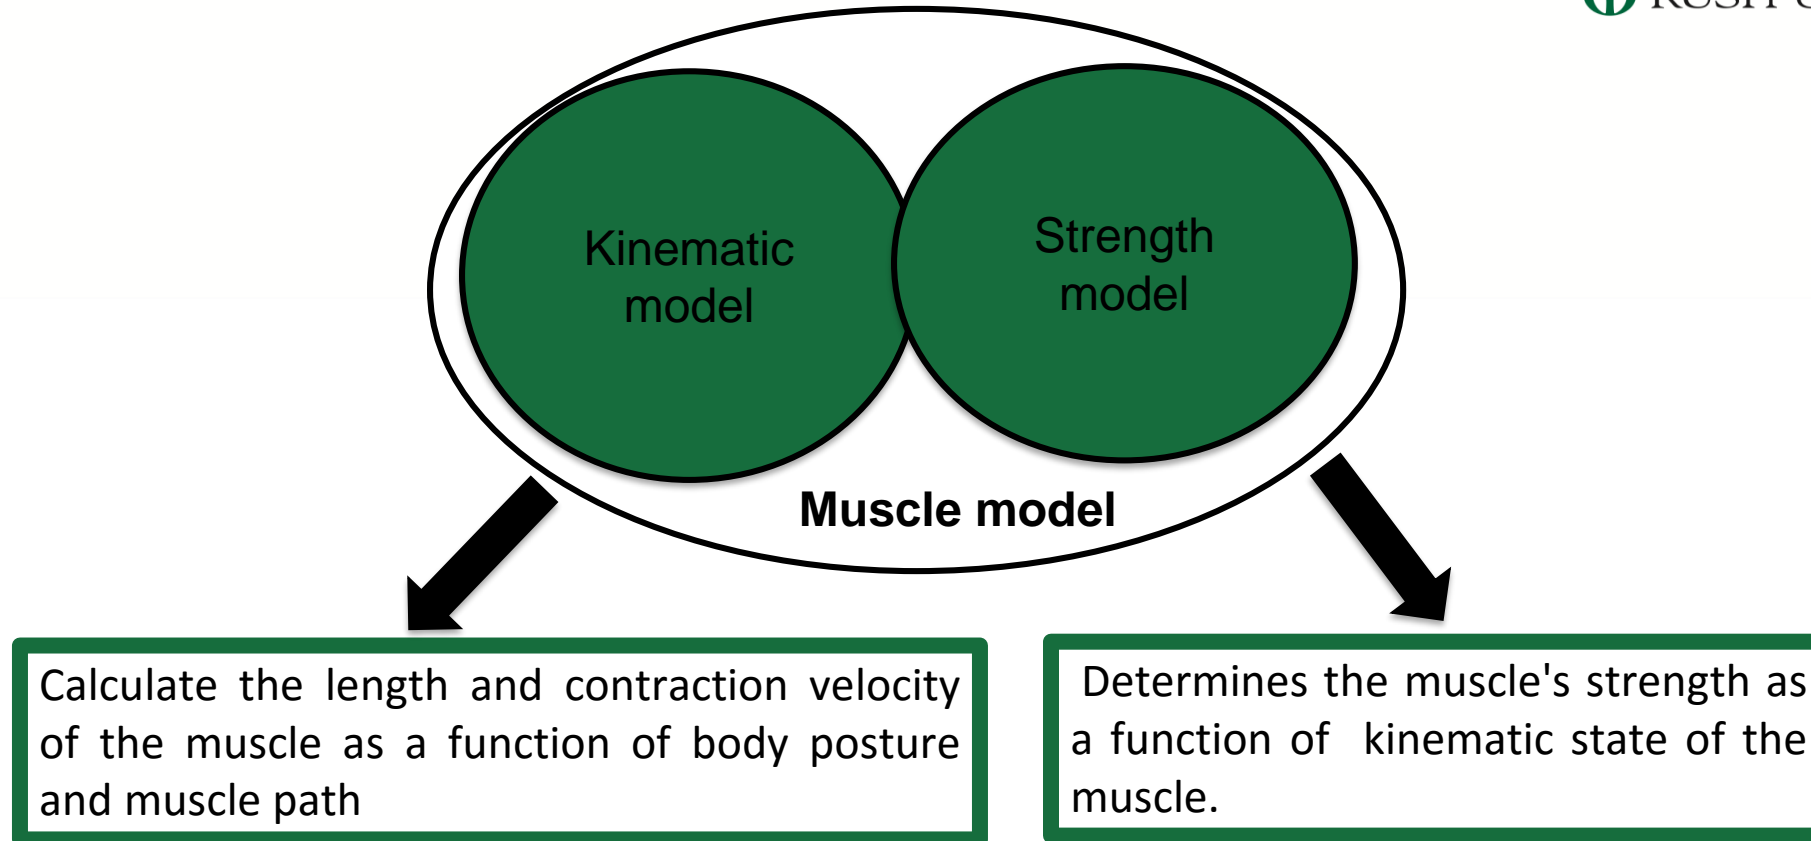 Kinematic
model
Strength
model
Muscle model
Calculate the length and contraction velocity
of the muscle as a function of body posture
and muscle path
Determines the muscle's strength as
a function of kinematic state of the
muscle.